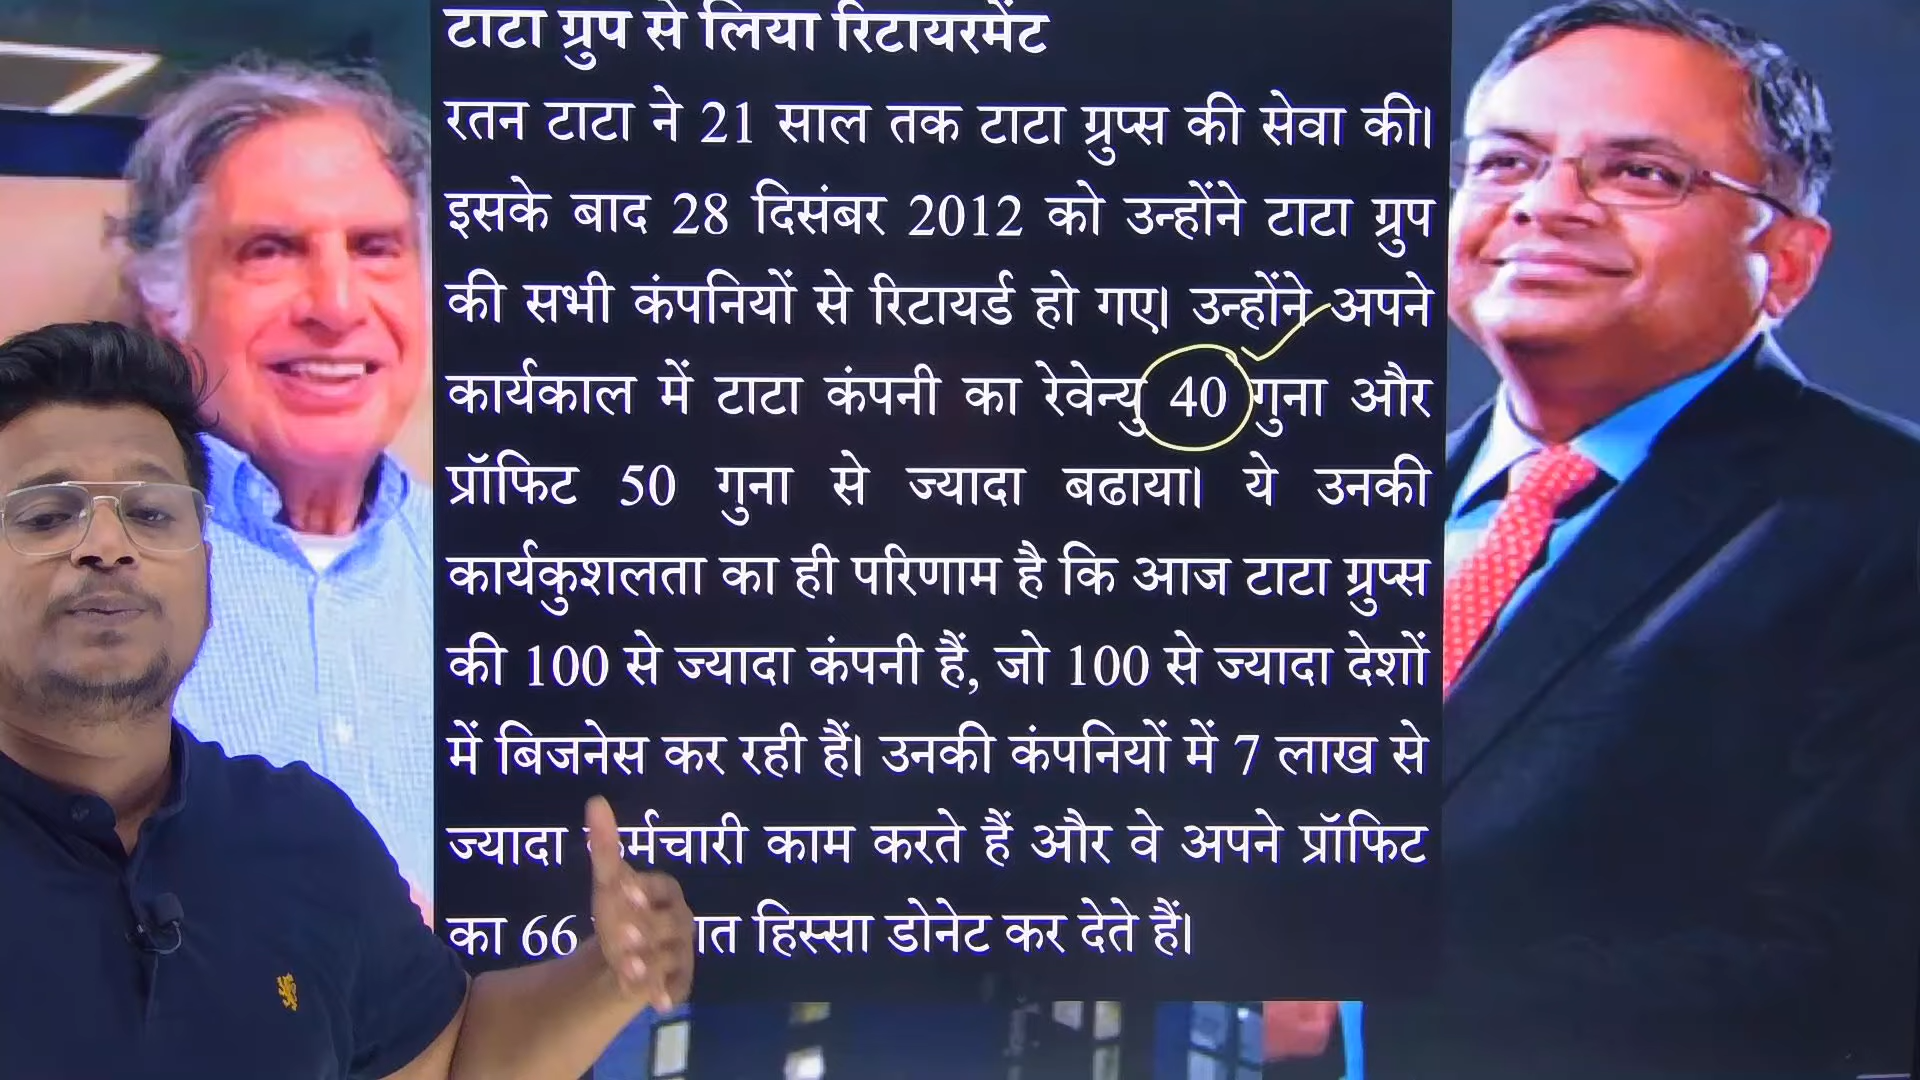 टाटा ग्रुप से लिया रिटायरमेंट
रतन टाटा ने 21 साल तक टाटा ग्रुप्स की सेवा की।
इसके बाद 28 दिसंबर 2012 को उन्होंने टाटा ग्रुप
की सभी कंपनियों से रिटायर्ड हो गए। उन्होंने अपने
कार्यकाल में टाटा कंपनी का रेवेन्यु 40 गुना और
प्रॉफिट 50 गुना से ज्यादा बढाया। ये उनकी
कार्यकुशलता का ही परिणाम है कि आज टाटा ग्रुप्स
की 100 से ज्यादा कंपनी हैं, जो 100 से ज्यादा देशों
में बिजनेस कर रही हैं। उनकी कंपनियों में 7 लाख से
ज्यादा कर्मचारी काम करते हैं और वे अपने प्रॉफिट
का 66 हिस्सा डोनेट कर देते हैं।